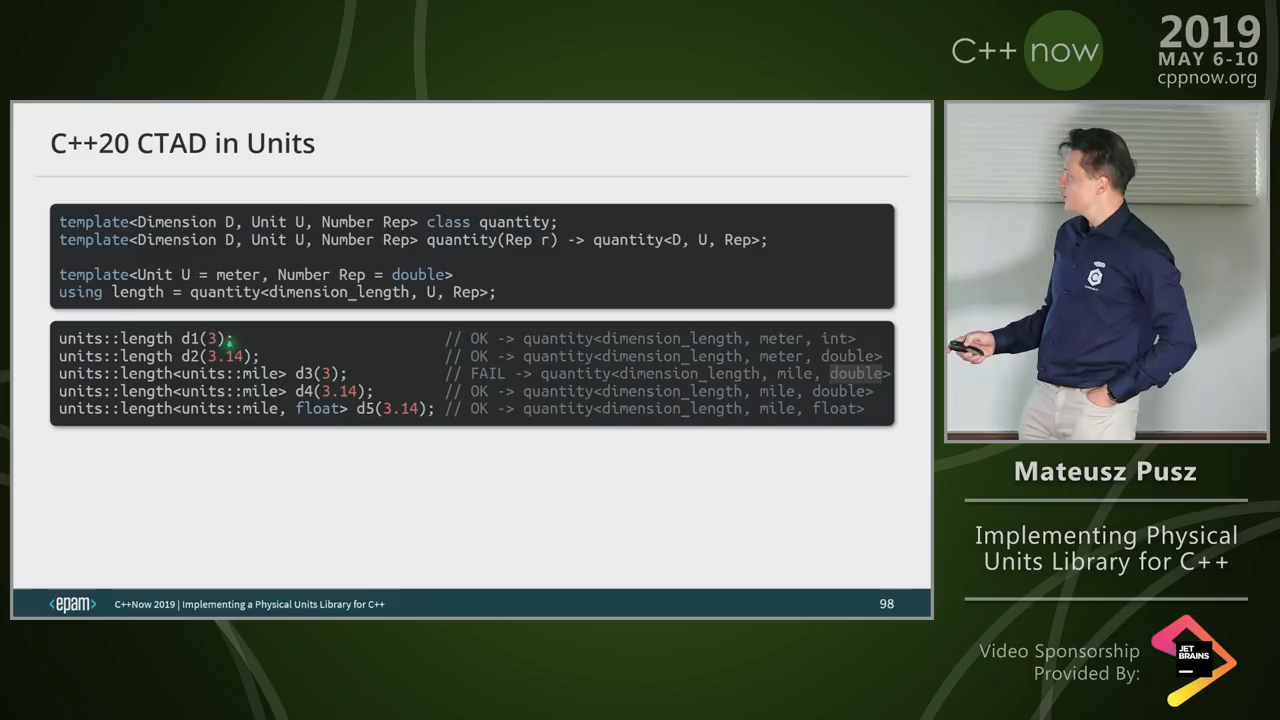 C++ now
2019
MAY 6-10
cppnow.org
C++20 CTAD in Units
template<Dimension D, Unit U, Number Rep> class quantity;
template<Dimension D, Unit U, Number Rep> quantity(Rep r) -> quantity<D, U, Rep>;
template<Unit U = meter, Number Rep = double>
using length = quantity<dimension_length, U, Rep>;
units::length d1(3); // OK -> quantity<dimension_length, meter, int>
units::length d2(3.14); // OK -> quantity<dimension_length, meter, double>
units::length<units::mile> d3(3); // FAIL -> quantity<dimension_length, mile, double>
units::length<units::mile> d4(3.14); // OK -> quantity<dimension_length, mile, double>
units::length<units::mile, float> d5(3.14); // OK -> quantity<dimension_length, mile, float>
<epam> C++Now 2019 | Implementing a Physical Units Library for C++ 98
Mateusz Pusz
Implementing Physical
Units Library for C++
Video Sponsorship
Provided By:
JET
BRAINS